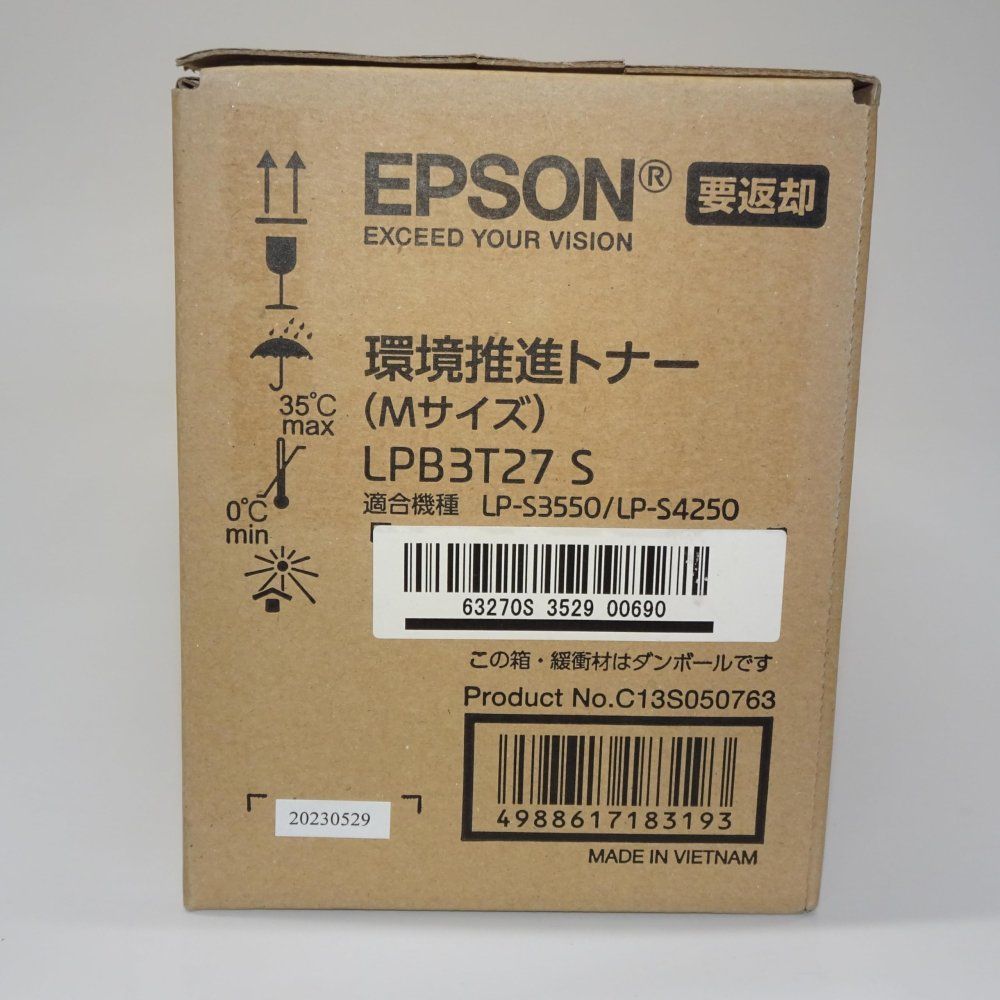 EPSON® 要返却
EXCEED YOUR VISION
環境推進トナー
(Mサイズ)
35℃
max
LPB3T27 S
0℃
min
適合機種 LP-S3550/LP-S4250
63270S 3529 00690
この箱・緩衝材はダンボールです
Product No.C13S050763
4988617183193
20230529
MADE IN VIETNAM